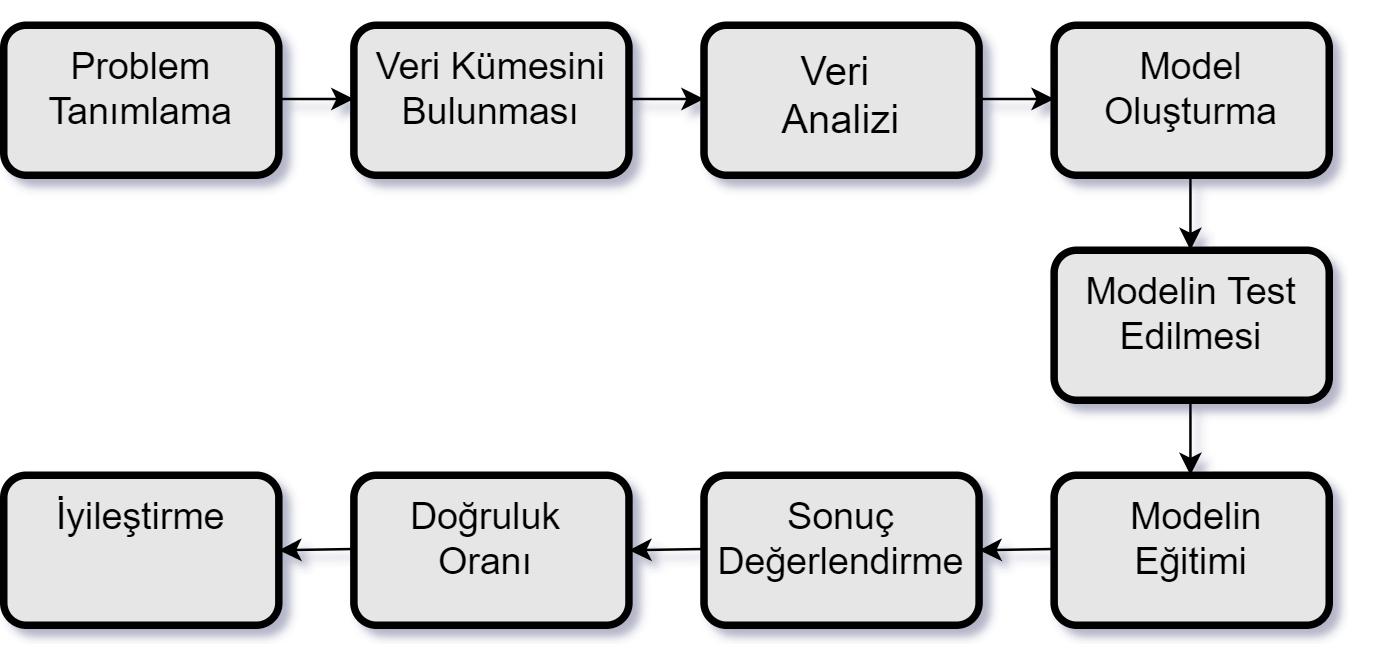 Problem
Tanımlama
Veri Kümesini
Bulunması
Veri
Analizi
Model
Oluşturma
Modelin Test
Edilmesi
Modelin
Eğitimi
Sonuç
Değerlendirme
Doğruluk
Oranı
İyileştirme